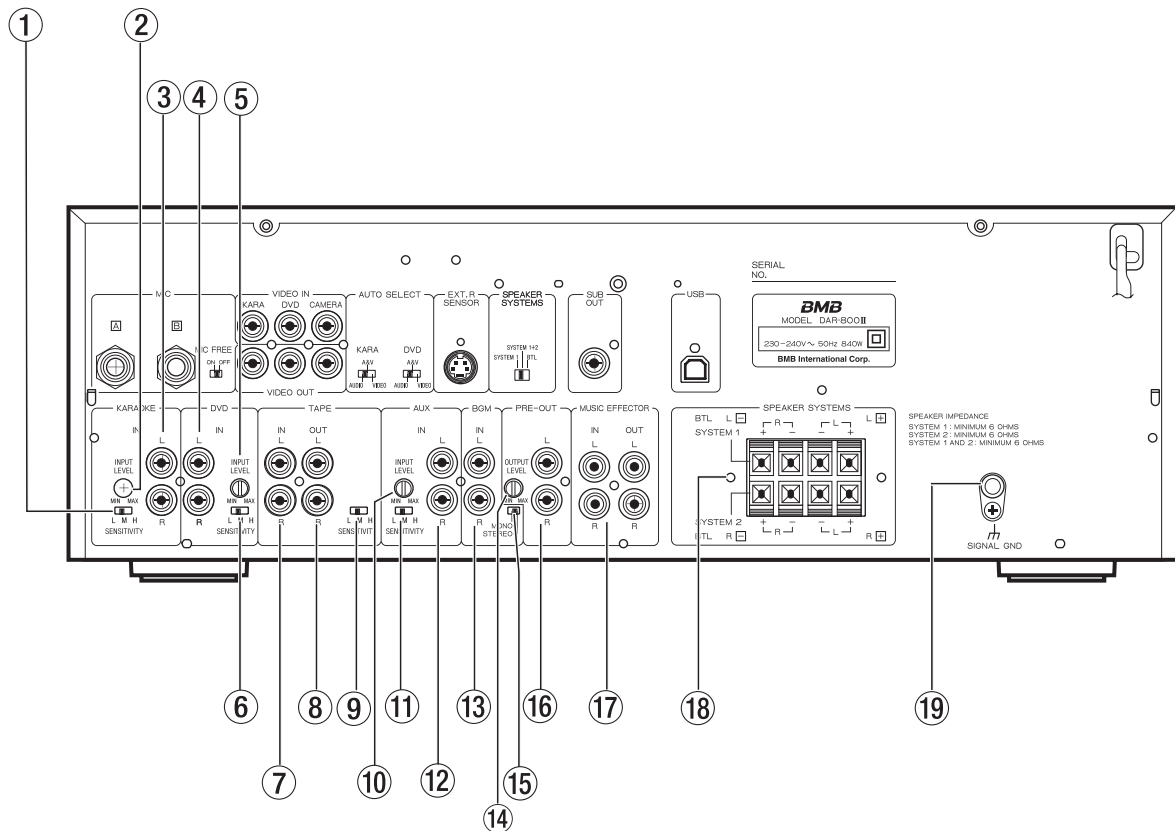 1
2
3
4
5
SERIAL
NO.
MIC
VIDEO IN
AUTO SELECT
EXT.R
SENSOR
SPEAKER
SYSTEMS
SUB
OUT
USB
KARA DVD CAMERA
BMB
MODEL DAR-800II
A B
230-240V~ 50Hz 840W
BMB International Corp.
MIC FREE
ON OFF
KARA DVD
A&V A&V
AUDIO VIDEO AUDIO VIDEO
SYSTEM 1+2
SYSTEM 1 BTL
VIDEO OUT
KARAOKE DVD TAPE AUX BGM PRE-OUT MUSIC EFFECTOR SPEAKER SYSTEMS
IN IN IN OUT IN IN IN OUT
L L L L L L L L L
INPUT
LEVEL
INPUT
LEVEL
INPUT
LEVEL
OUTPUT
LEVEL
MIN MAX MIN MAX MIN MAX MIN MAX
L M H L M H L M H L M H
SENSITIVITY SENSITIVITY SENSITIVITY SENSITIVITY
R R R R R R R R R
MONO
STEREO
BTL L - L +
R L
SYSTEM 1 + - - +
SYSTEM 2 + - - +
R L
BTL R - R +
SPEAKER IMPEDANCE
SYSTEM 1 : MINIMUM 6 OHMS
SYSTEM 2 : MINIMUM 6 OHMS
SYSTEM 1 AND 2 : MINIMUM 6 OHMS
SIGNAL GND
6
7
8
9
10
11
12
13
14
15
16
17
18
19